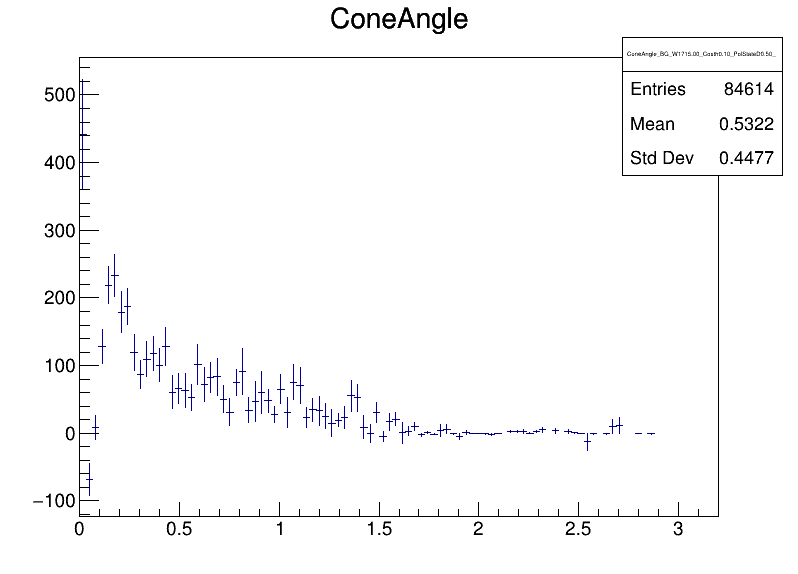 ConeAngle
ConeAngle_BG_W1715.00_Costh0.10_PolStateD0.50_
Entries 84614
Mean 0.5322
Std Dev 0.4477
500
400
300
200
100
0
−100
0 0.5 1 1.5 2 2.5 3